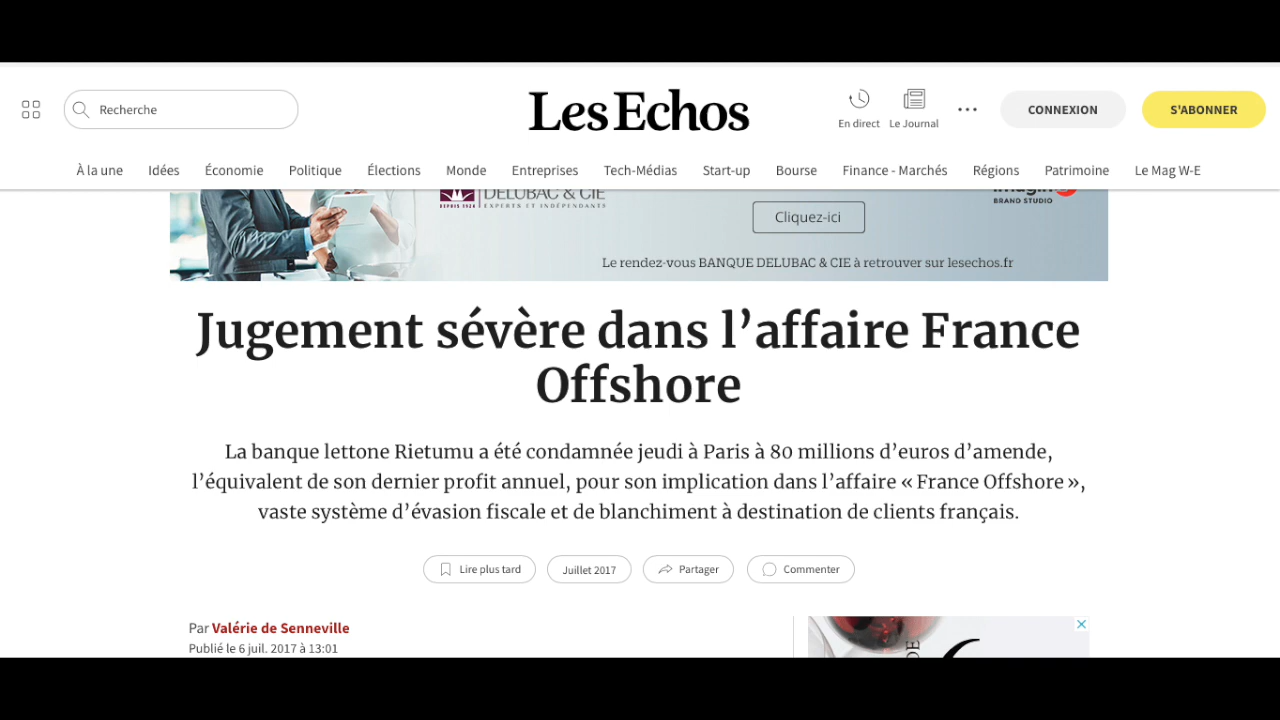 Recherche
Les Echos
En direct
Le Journal
CONNEXION
S'ABONNER
À la une
Idées
Économie
Politique
Élections
Monde
Entreprises
Tech-Médias
Start-up
Bourse
Finance - Marchés
Régions
Patrimoine
Le Mag W-E
DELUBAC & CIE
DEPUIS 1924
EXPERTS ET INDÉPENDANTS
Cliquez-ici
BRAND STUDIO
Le rendez-vous BANQUE DELUBAC & CIE à retrouver sur lesechos.fr
Jugement sévère dans l’affaire France
Offshore
La banque lettone Rietumu a été condamnée jeudi à Paris à 80 millions d’euros d’amende,
l’équivalent de son dernier profit annuel, pour son implication dans l’affaire « France Offshore »,
vaste système d’évasion fiscale et de blanchiment à destination de clients français.
Lire plus tard
Juillet 2017
Partager
Commenter
Par Valérie de Senneville
Publié le 6 juil. 2017 à 13:01